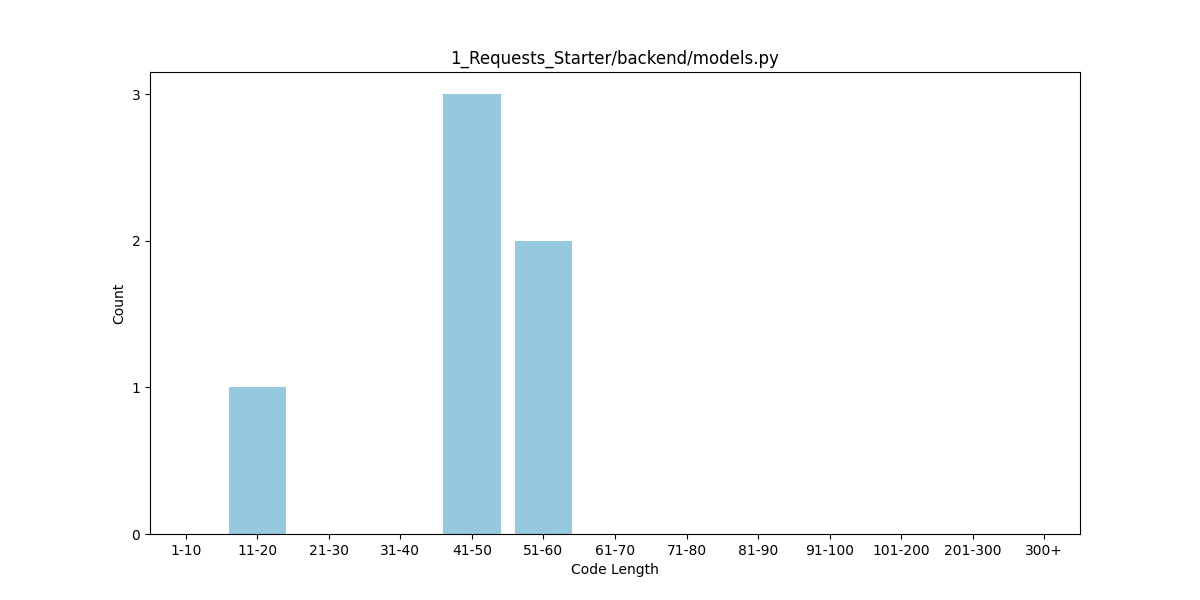 1_Requests_Starter/backend/models.py
3
2
1
0
Count
1-10 11-20 21-30 31-40 41-50 51-60 61-70 71-80 81-90 91-100 101-200 201-300 300+
Code Length